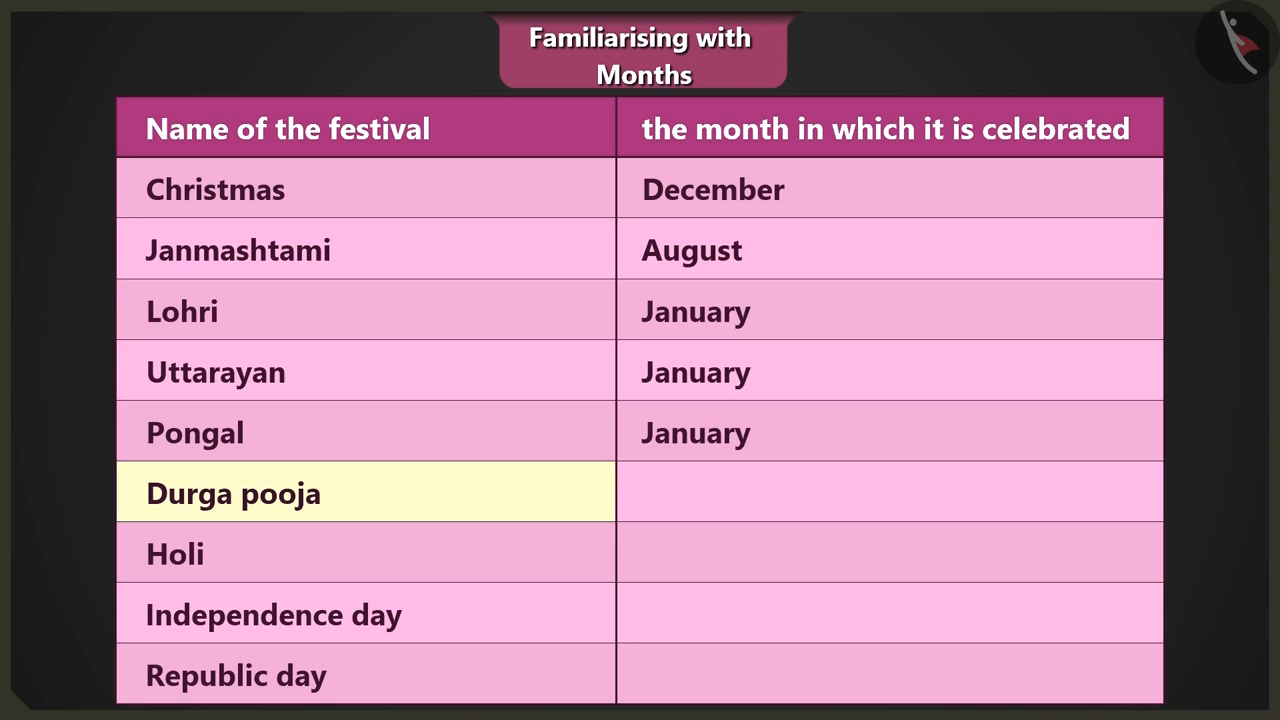 Familiarising with
Months
Name of the festival
the month in which it is celebrated
Christmas
December
Janmashtami
August
Lohri
January
Uttarayan
January
Pongal
January
Durga pooja
Holi
Independence day
Republic day